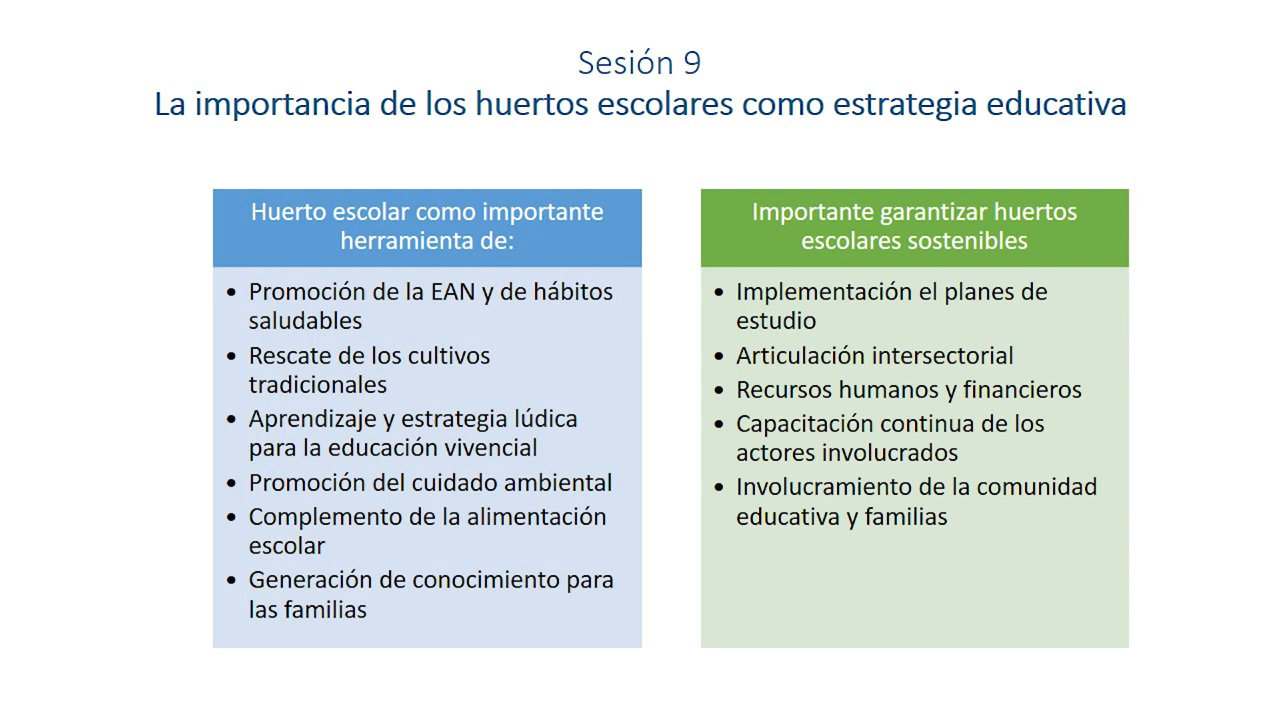 Sesión 9
La importancia de los huertos escolares como estrategia educativa
Huerto escolar como importante
herramienta de:
• Promoción de la EAN y de hábitos
saludables
• Rescate de los cultivos
tradicionales
• Aprendizaje y estrategia lúdica
para la educación vivencial
• Promoción del cuidado ambiental
• Complemento de la alimentación
escolar
• Generación de conocimiento para
las familias
Importante garantizar huertos
escolares sostenibles
• Implementación el planes de
estudio
• Articulación intersectorial
• Recursos humanos y financieros
• Capacitación continua de los
actores involucrados
• Involucramiento de la comunidad
educativa y familias